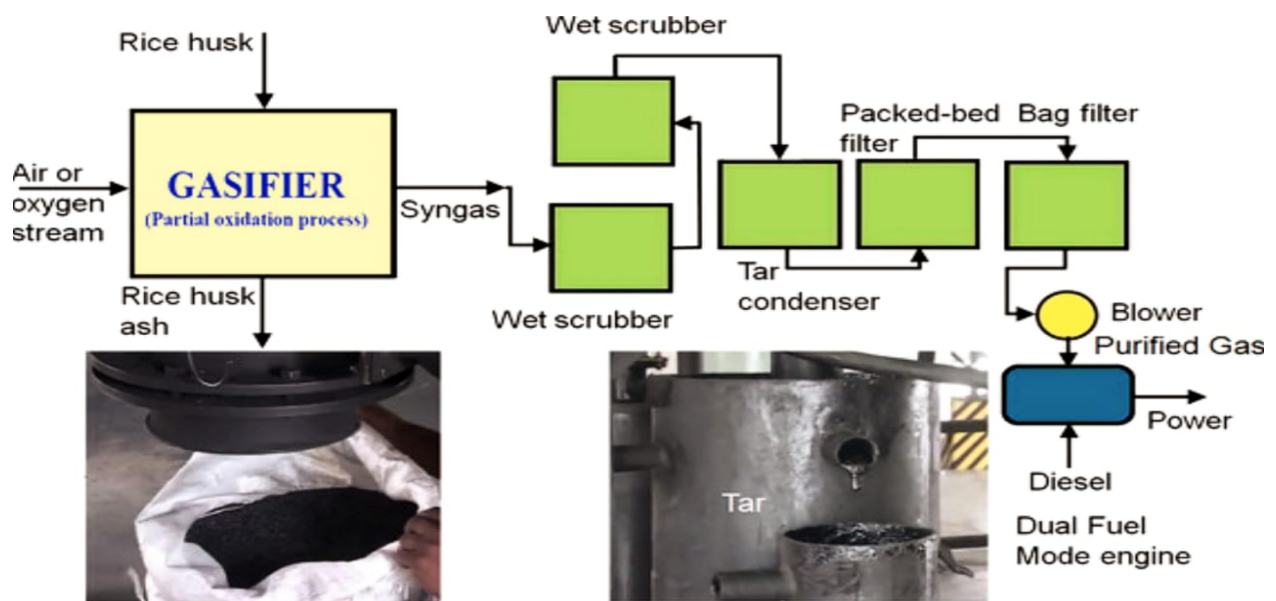 Rice husk
Air or
oxygen
stream
GASIFIER
(Partial oxidation process)
Syngas
Rice husk
ash
Wet scrubber
Wet scrubber
Tar
condenser
Packed-bed
filter
Bag filter
Blower
Purified Gas
Power
Diesel
Dual Fuel
Mode engine
Tar